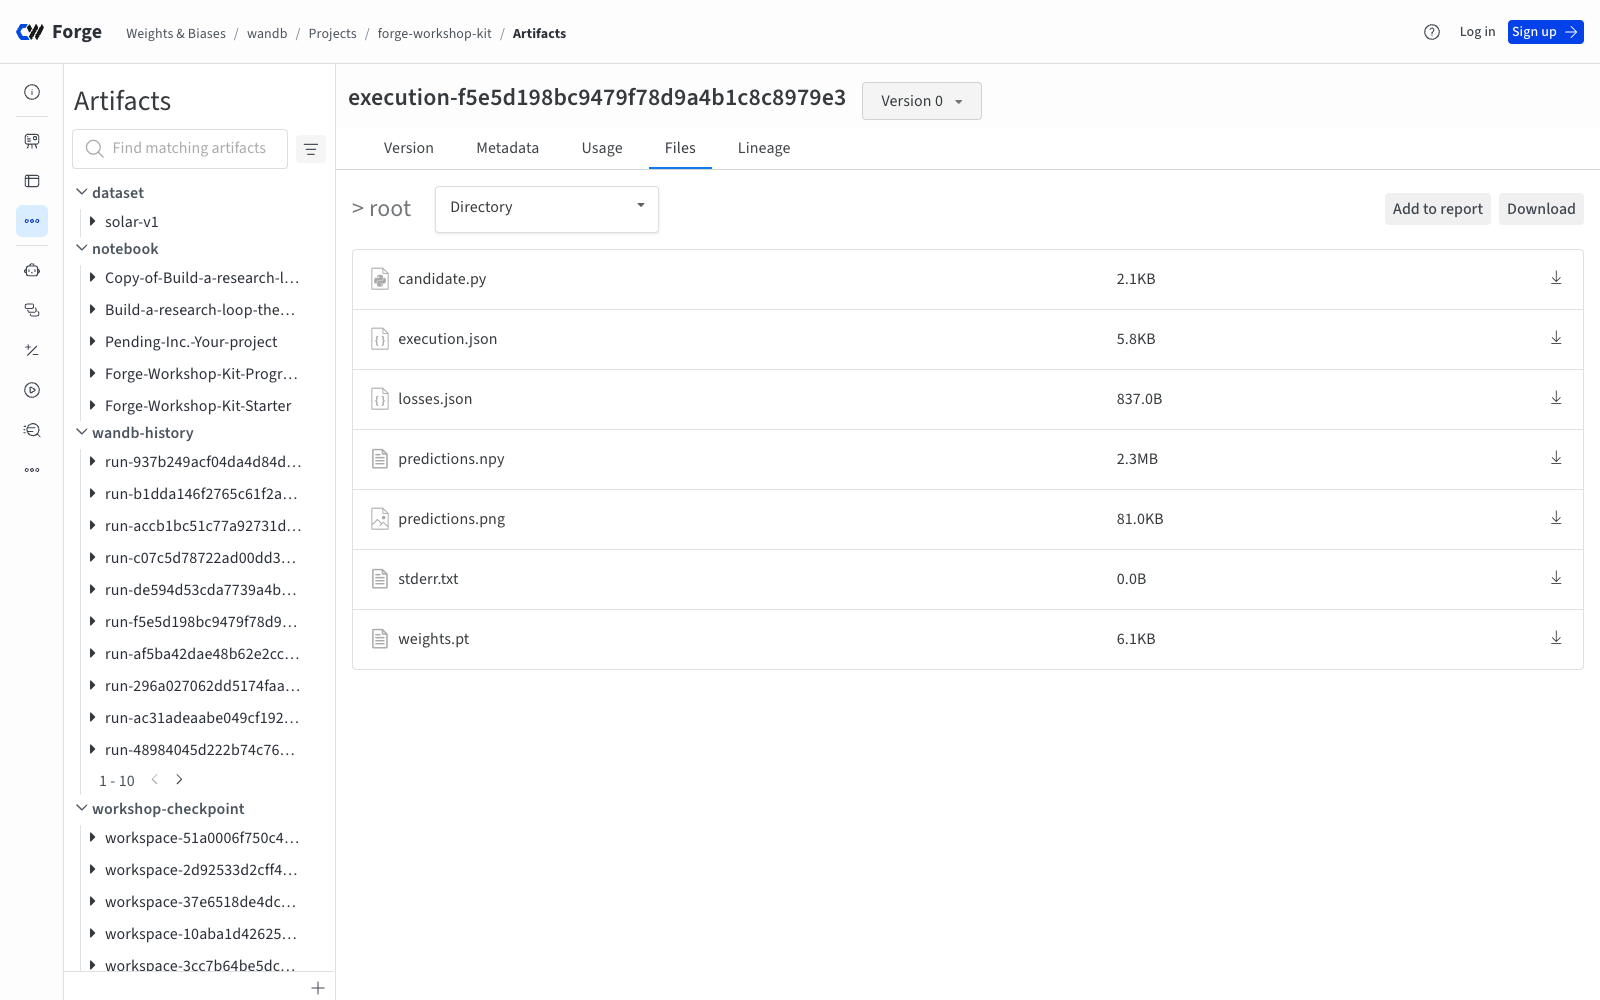 Forge
Weights & Biases / wandb / Projects / forge-workshop-kit / Artifacts
Log in
Sign up
Artifacts
Find matching artifacts
dataset
solar-v1
notebook
Copy-of-Build-a-research-l...
Build-a-research-loop-the...
Pending-Inc.-Your-project
Forge-Workshop-Kit-Progr...
Forge-Workshop-Kit-Starter
wandb-history
run-937b249acf04da4d84d...
run-b1dda146f2765c61f2a...
run-accb1bc51c77a92731d...
run-c07c5d78722ad00dd3...
run-de594d53cda7739a4b...
run-f5e5d198bc9479f78d9...
run-af5ba42dae48b62e2cc...
run-296a027062dd5174faa...
run-ac31adeaabe049cf192...
run-48984045d222b74c76...
1 - 10
workshop-checkpoint
workspace-51a0006f750c4...
workspace-2d92533d2cff4...
workspace-37e6518de4dc...
workspace-10aba1d42625...
workspace-3cc7b64be5dc...
execution-f5e5d198bc9479f78d9a4b1c8c8979e3
Version 0
Version Metadata Usage Files Lineage
> root
Directory
Add to report
Download
candidate.py 2.1KB
execution.json 5.8KB
losses.json 837.0B
predictions.npy 2.3MB
predictions.png 81.0KB
stderr.txt 0.0B
weights.pt 6.1KB